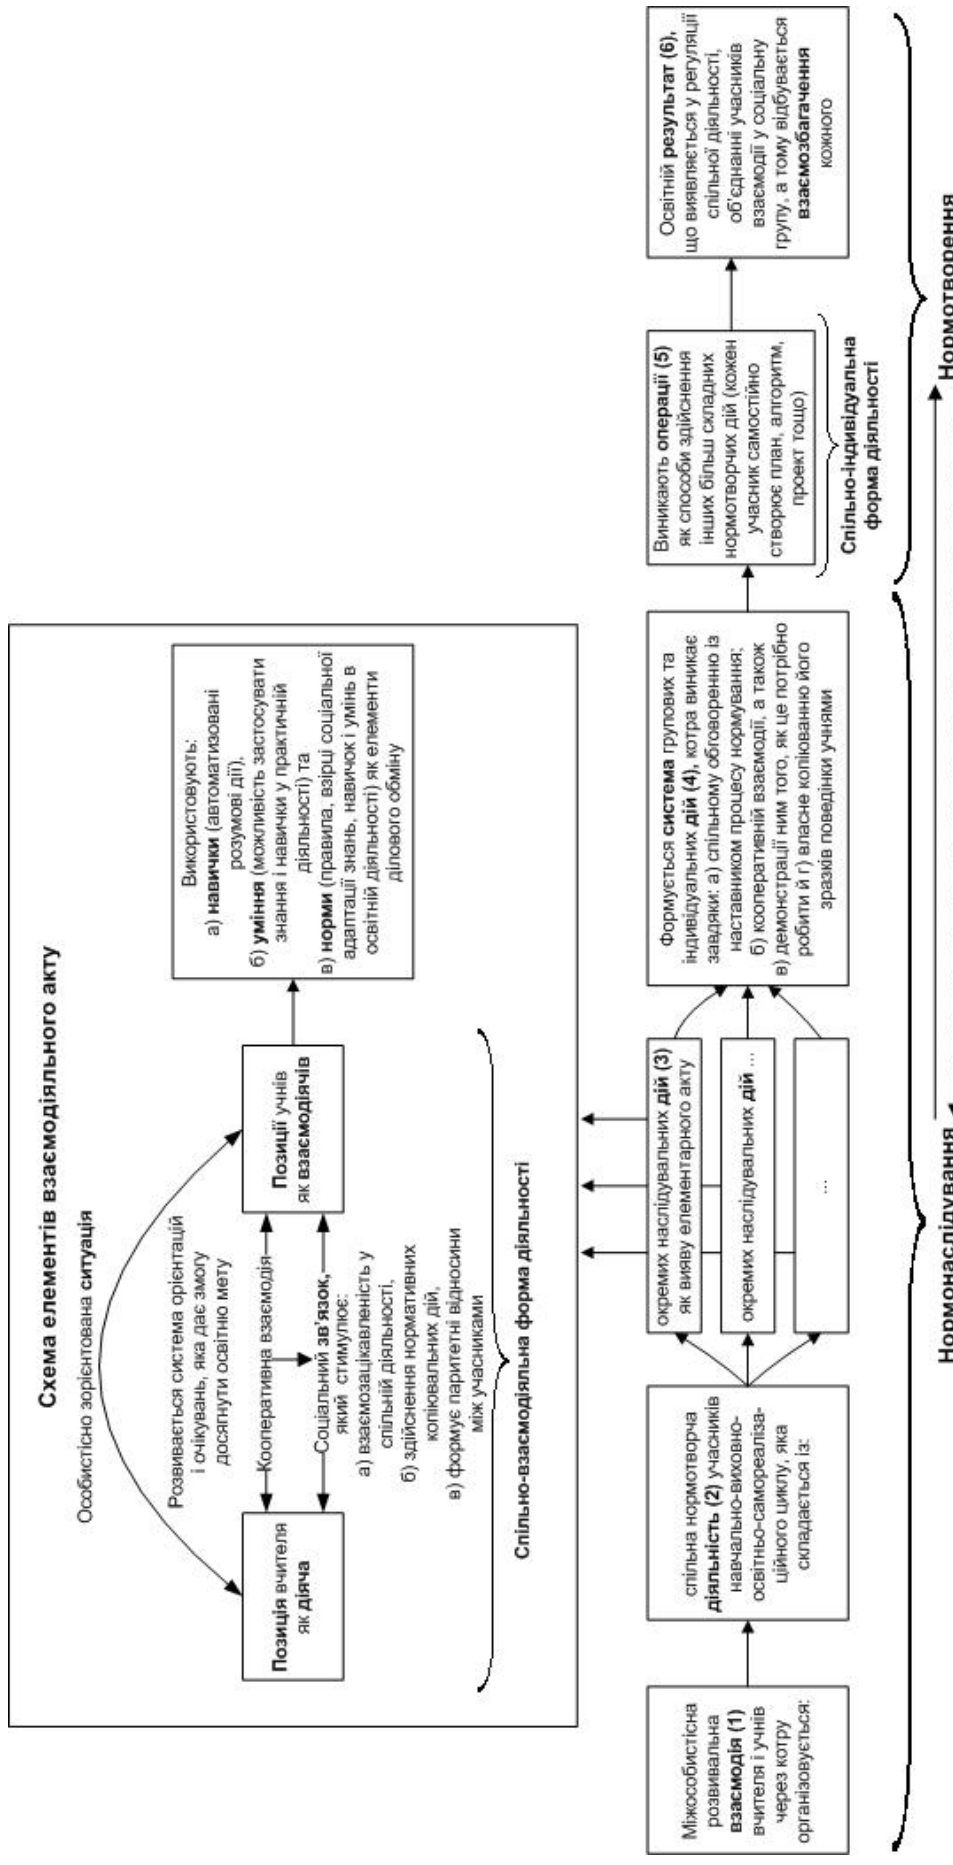 Схема елементів взаємодіяльного акту
Особистісно зорієнтована ситуація
Розвивається система орієнтацій
і очікувань, яка дає змогу
досягнути освітню мету
Позиція вчителя
як діяча
Кооперативна взаємодія
Соціальний зв'язок,
який стимулює:
а) взаємозацікавленість у
спільній діяльності,
б) здійснення нормативних
копіювальних дій,
в) формує паритетні відносини
між учасниками
Позиції учнів
як взаємодіячів
Використовують:
а) навички (автоматизовані
розумові дії),
б) уміння (можливість застосувати
знання і навички у практичній
діяльності) та
в) норми (правила, взірці соціальної
адаптації знань, навичок і умінь в
освітній діяльності) як елементи
ділового обміну
Спільно-взаємодіяльна форма діяльності
Міжособистісна
розвивальна
взаємодія (1)
вчителя і учнів
через котру
організовується:
спільна нормотворча
діяльність (2) учасників
навчально-виховно-
освітньо-самореаліза-
ційного циклу, яка
складається із:
окремих наслідувальних дій (3)
як вияву елементарного акту
окремих наслідувальних дій ...
...
Формується система групових та
індивідуальних дій (4), котра виникає
завдяки: а) спільному обговоренню із
наставником процесу нормування;
б) кооперативній взаємодії, а також
в) демонстрації ним того, як це потрібно
робити й г) власне копіюванню його
зразків поведінки учнями
Виникають операції (5)
як способи здійснення
інших більш складних
нормотворчих дій (кожен
учасник самостійно
створює план, алгоритм,
проект тощо)
Спільно-індивідуальна
форма діяльності
Освітній результат (6),
що виявляється у регуляції
спільної діяльності,
об'єднанні учасників
взаємодії у соціальну
групу, а тому відбувається
взаємозбагачення
кожного
Нормонаслідування
Нормотворення